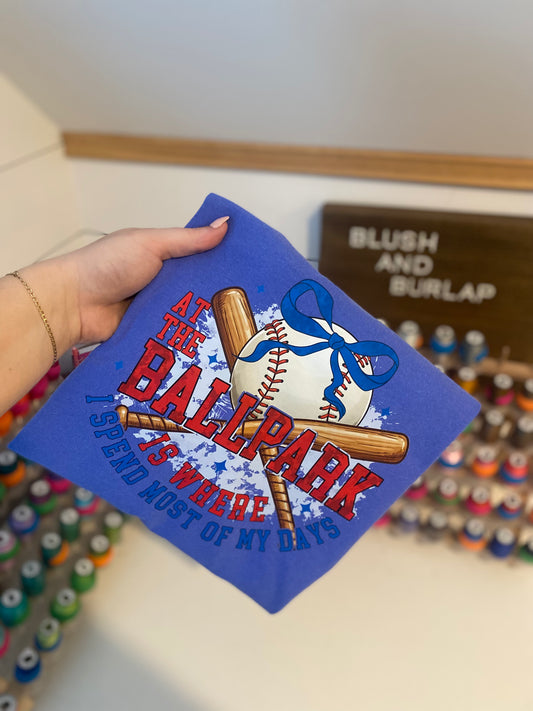 BLUSH
AND
BURLAP
AT
THE
BALLPARK
IS WHERE
I SPEND MOST OF MY DAYS